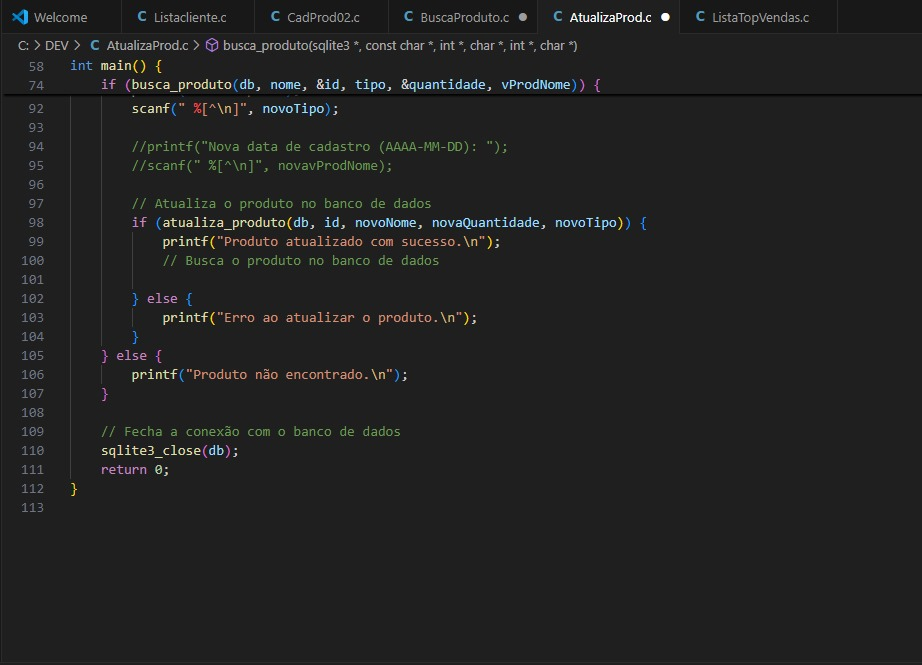 Welcome C Listacliente.c C CadProd02.c C BuscaProduto.c C AtualizaProd.c C ListaTopVendas.c
C: > DEV > C AtualizaProd.c > busca_produto(sqlite3 *, const char *, int *, char *, int *, char *)
58 int main() {
74 if (busca_produto(db, nome, &id, tipo, &quantidade, vProdNome)) {
92 scanf(" %[^\n]", novoTipo);
93
94 //printf("Nova data de cadastro (AAAA-MM-DD): ");
95 //scanf(" %[^\n]", novavProdNome);
96
97 // Atualiza o produto no banco de dados
98 if (atualiza_produto(db, id, novoNome, novaQuantidade, novoTipo)) {
99 printf("Produto atualizado com sucesso.\n");
100 // Busca o produto no banco de dados
101
102 } else {
103 printf("Erro ao atualizar o produto.\n");
104 }
105 } else {
106 printf("Produto não encontrado.\n");
107 }
108
109 // Fecha a conexão com o banco de dados
110 sqlite3_close(db);
111 return 0;
112 }
113